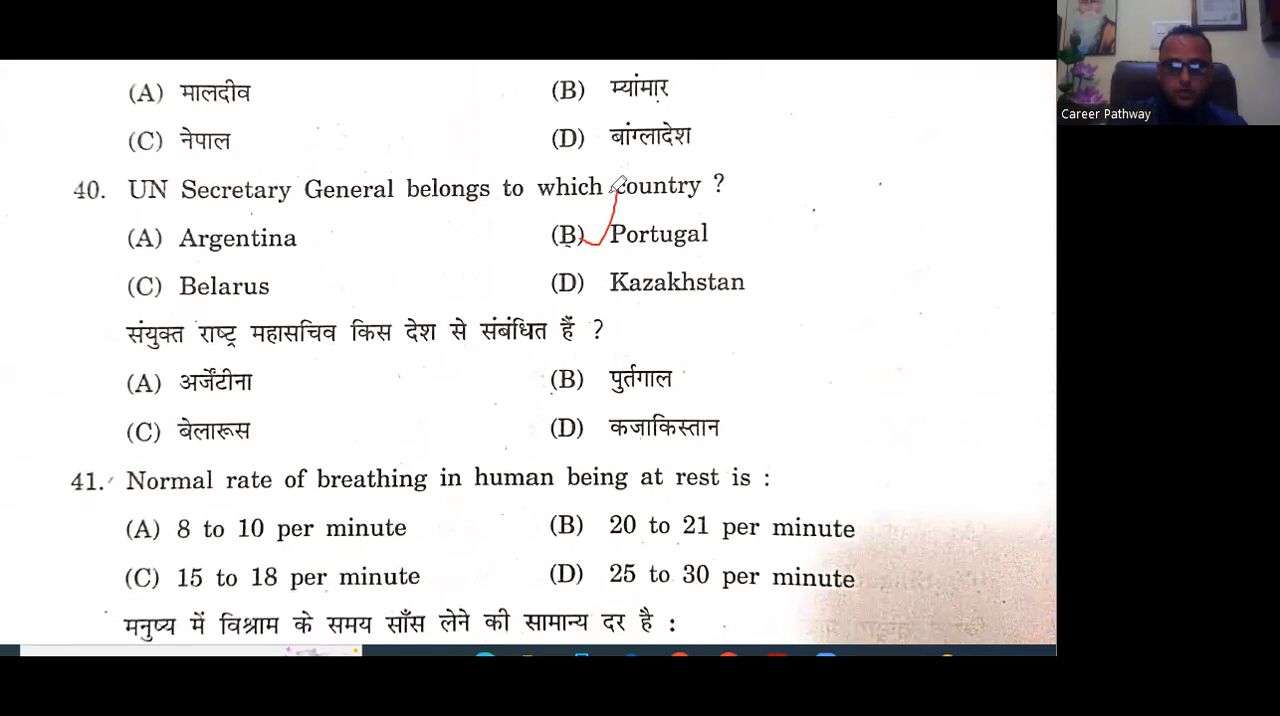 (A) मालदीव (B) म्यांमार
(C) नेपाल (D) बांग्लादेश
40. UN Secretary General belongs to which country ?
(A) Argentina (B) Portugal
(C) Belarus (D) Kazakhstan
संयुक्त राष्ट्र महासचिव किस देश से संबंधित हैं ?
(A) अर्जेंटीना (B) पुर्तगाल
(C) बेलारूस (D) कजाकिस्तान
41. Normal rate of breathing in human being at rest is :
(A) 8 to 10 per minute (B) 20 to 21 per minute
(C) 15 to 18 per minute (D) 25 to 30 per minute
मनुष्य में विश्राम के समय साँस लेने की सामान्य दर है :
Career Pathway